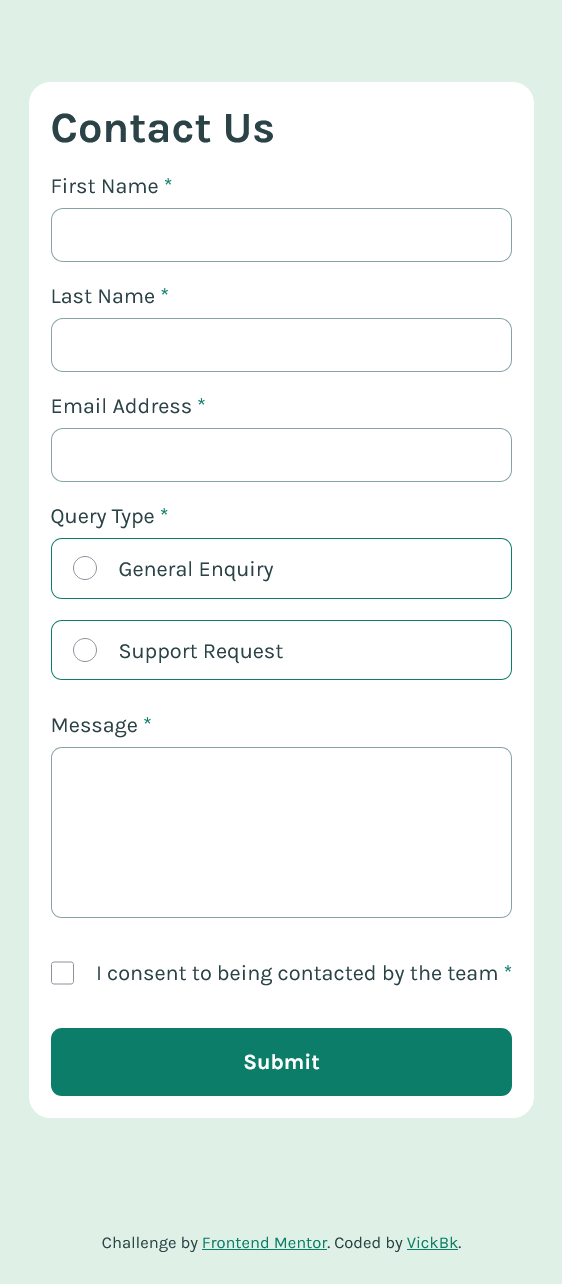 Contact Us
First Name *
Last Name *
Email Address *
Query Type *
General Enquiry
Support Request
Message *
I consent to being contacted by the team *
Submit
Challenge by Frontend Mentor. Coded by VickBk.